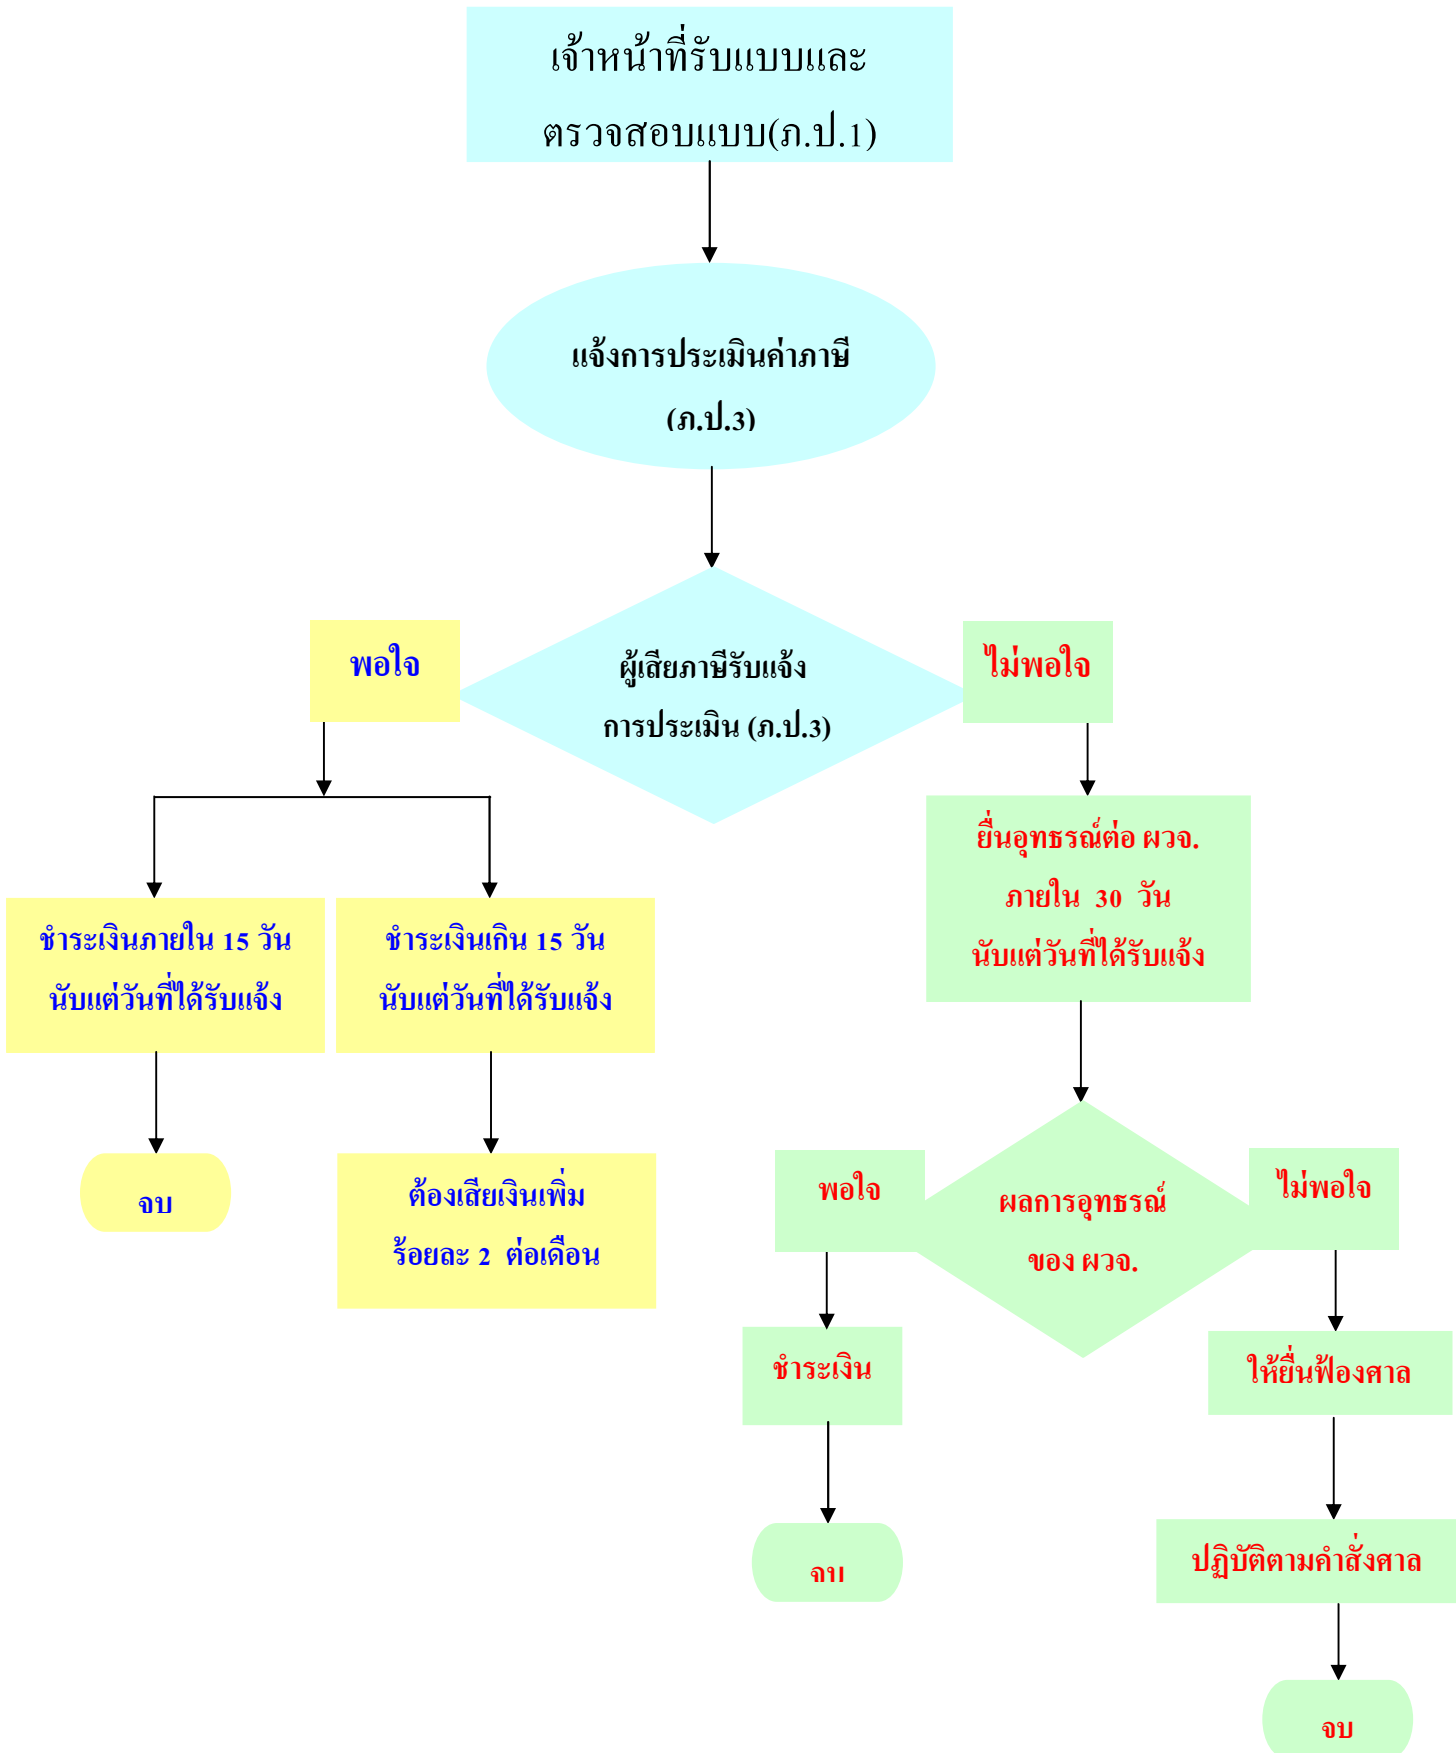 เจ้าหน้าที่รับแบบและ
ตรวจสอบแบบ(ภ.ป.1)
แจ้งการประเมินค่าภาษี
(ภ.ป.3)
ผู้เสียภาษีรับแจ้ง
การประเมิน (ภ.ป.3)
พอใจ
ไม่พอใจ
ชำระเงินภายใน 15 วัน
นับแต่วันที่ได้รับแจ้ง
ชำระเงินเกิน 15 วัน
นับแต่วันที่ได้รับแจ้ง
ยื่นอุทธรณ์ต่อ ผวจ.
ภายใน 30 วัน
นับแต่วันที่ได้รับแจ้ง
จบ
ต้องเสียเงินเพิ่ม
ร้อยละ 2 ต่อเดือน
พอใจ
ผลการอุทธรณ์
ของ ผวจ.
ไม่พอใจ
ชำระเงิน
ให้ยื่นฟ้องศาล
จบ
ปฏิบัติตามคำสั่งศาล
จบ